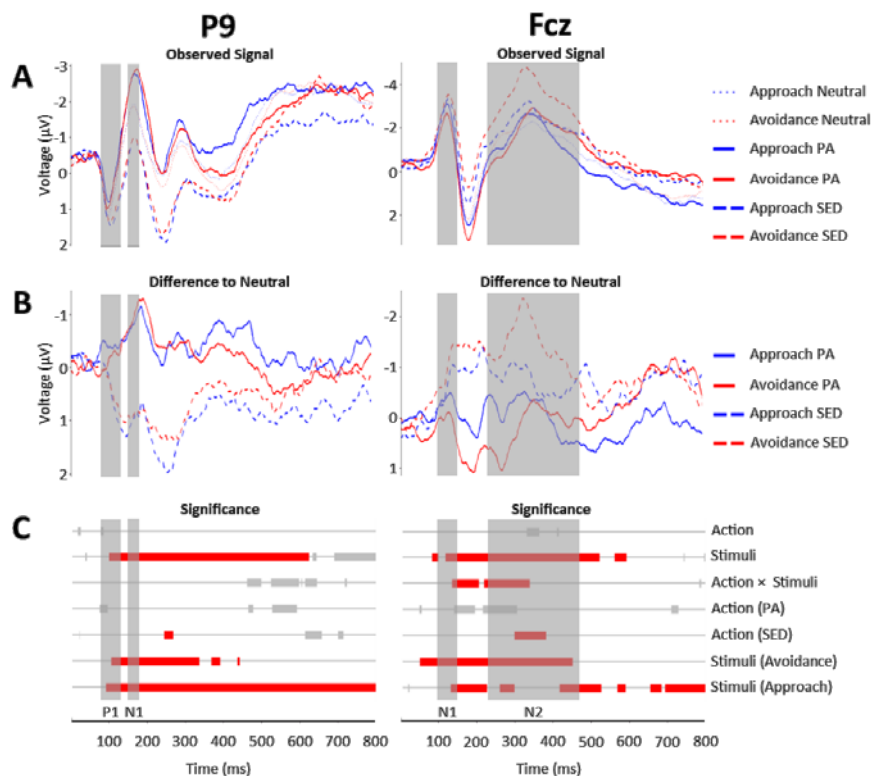 P9
Fcz
Observed Signal
Observed Signal
A
Voltage (µV)
-3
-2
-1
0
1
2
-4
-2
0
2
Approach Neutral
Avoidance Neutral
Approach PA
Avoidance PA
Approach SED
Avoidance SED
Difference to Neutral
Difference to Neutral
B
Voltage (µV)
-1
0
1
2
-2
-1
0
1
Approach PA
Avoidance PA
Approach SED
Avoidance SED
Significance
Significance
C
Action
Stimuli
Action × Stimuli
Action (PA)
Action (SED)
Stimuli (Avoidance)
Stimuli (Approach)
P1 N1
N1 N2
100 200 300 400 500 600 700 800
100 200 300 400 500 600 700 800
Time (ms)
Time (ms)